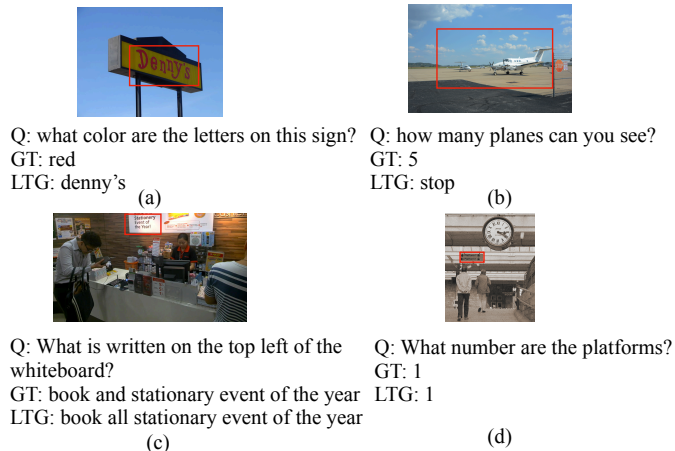 Denny's
Q: what color are the letters on this sign?
GT: red
LTG: denny's
(a)
Q: how many planes can you see?
GT: 5
LTG: stop
(b)
Stationary
Event of
the Year!
Q: What is written on the top left of the
whiteboard?
GT: book and stationary event of the year
LTG: book all stationary event of the year
(c)
Q: What number are the platforms?
GT: 1
LTG: 1
(d)